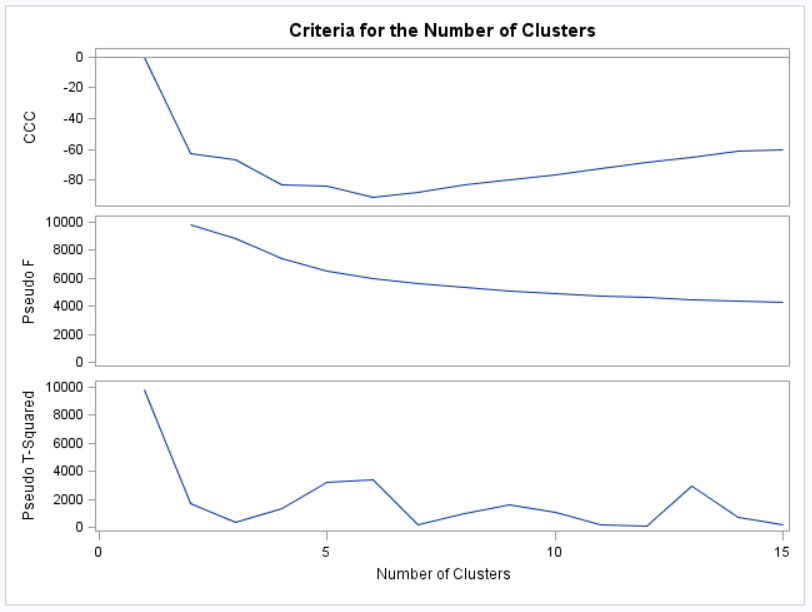 Criteria for the Number of Clusters
CCC
0
-20
-40
-60
-80
Pseudo F
10000
8000
6000
4000
2000
0
Pseudo T-Squared
10000
8000
6000
4000
2000
0
0 5 10 15
Number of Clusters